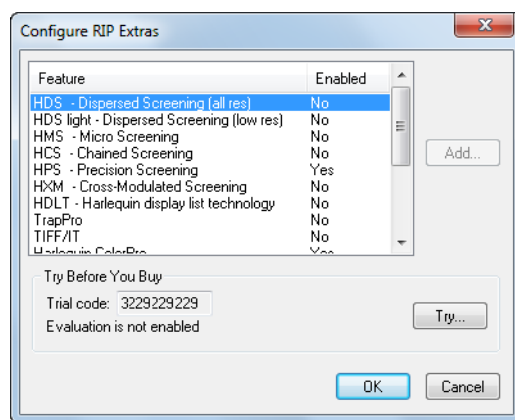 Configure RIP Extras
Feature Enabled
HDS - Dispersed Screening (all res) No
HDS light - Dispersed Screening (low res) No
HMS - Micro Screening No
HCS - Chained Screening No
HPS - Precision Screening Yes
HXM - Cross-Modulated Screening No
HDLT - Harlequin display list technology No
TrapPro No
TIFF/IT No
Harlequin ColorPro Yes
Add...
Try Before You Buy
Trial code: 3229229229
Evaluation is not enabled
Try...
OK Cancel